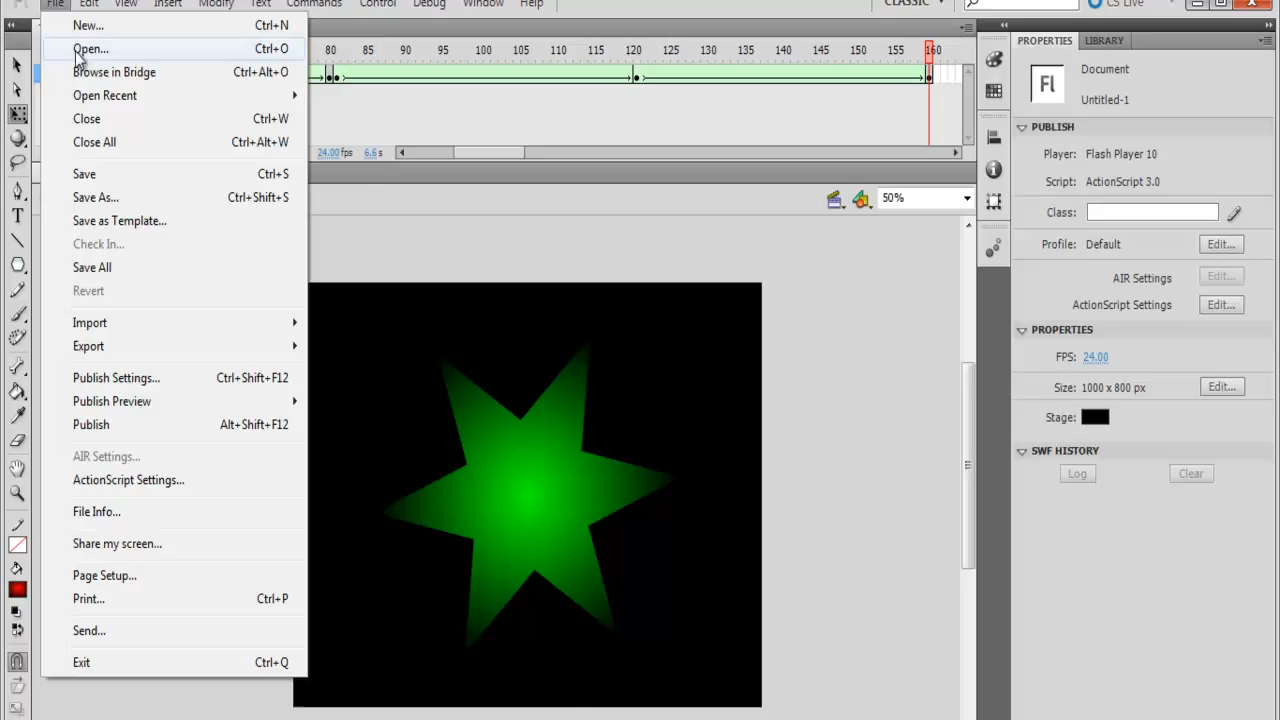 File Edit View Insert Modify Text Commands Control Debug Window Help CLASSIC CS Live
New... Ctrl+N
Open... Ctrl+O
Browse in Bridge Ctrl+Alt+O
Open Recent
Close Ctrl+W
Close All Ctrl+Alt+W
Save Ctrl+S
Save As... Ctrl+Shift+S
Save as Template...
Check In...
Save All
Revert
Import
Export
Publish Settings... Ctrl+Shift+F12
Publish Preview
Publish Alt+Shift+F12
AIR Settings...
ActionScript Settings...
File Info...
Share my screen...
Page Setup...
Print... Ctrl+P
Send...
Exit Ctrl+Q
80 85 90 95 100 105 110 115 120 125 130 135 140 145 150 155 160
24.00 fps 6.6 s
50%
PROPERTIES LIBRARY
Fl
Document
Untitled-1
PUBLISH
Player: Flash Player 10
Script: ActionScript 3.0
Class:
Profile: Default Edit...
AIR Settings Edit...
ActionScript Settings Edit...
PROPERTIES
FPS: 24.00
Size: 1000 x 800 px Edit...
Stage:
SWF HISTORY
Log Clear